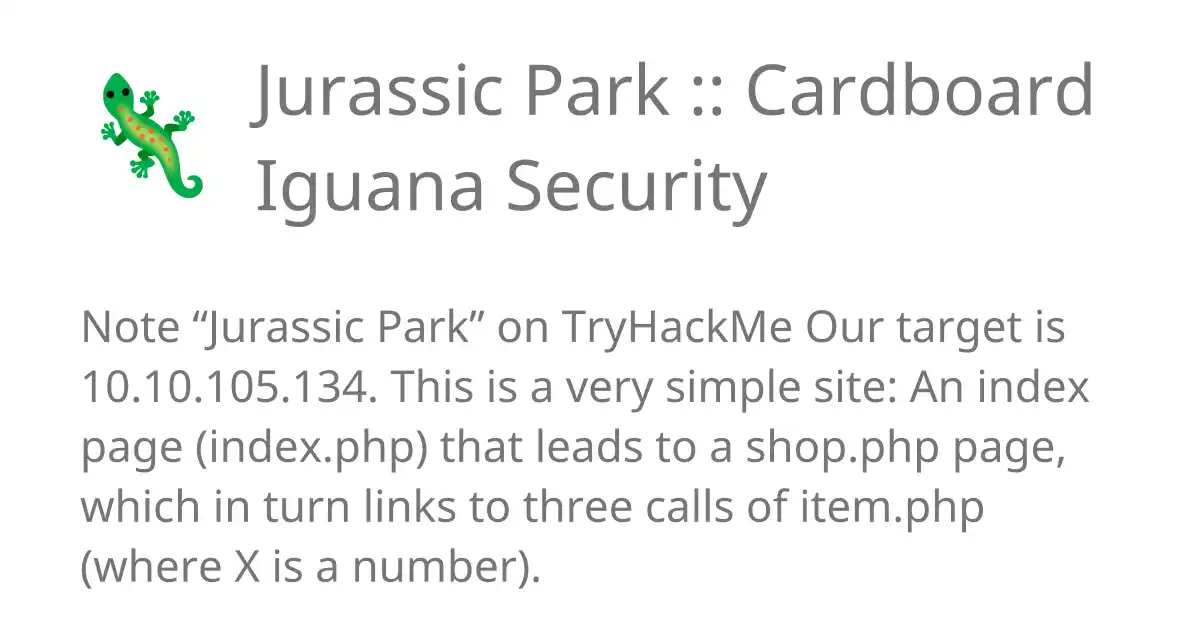 Jurassic Park :: Cardboard
Iguana Security
Note “Jurassic Park” on TryHackMe Our target is
10.10.105.134. This is a very simple site: An index
page (index.php) that leads to a shop.php page,
which in turn links to three calls of item.php
(where X is a number).